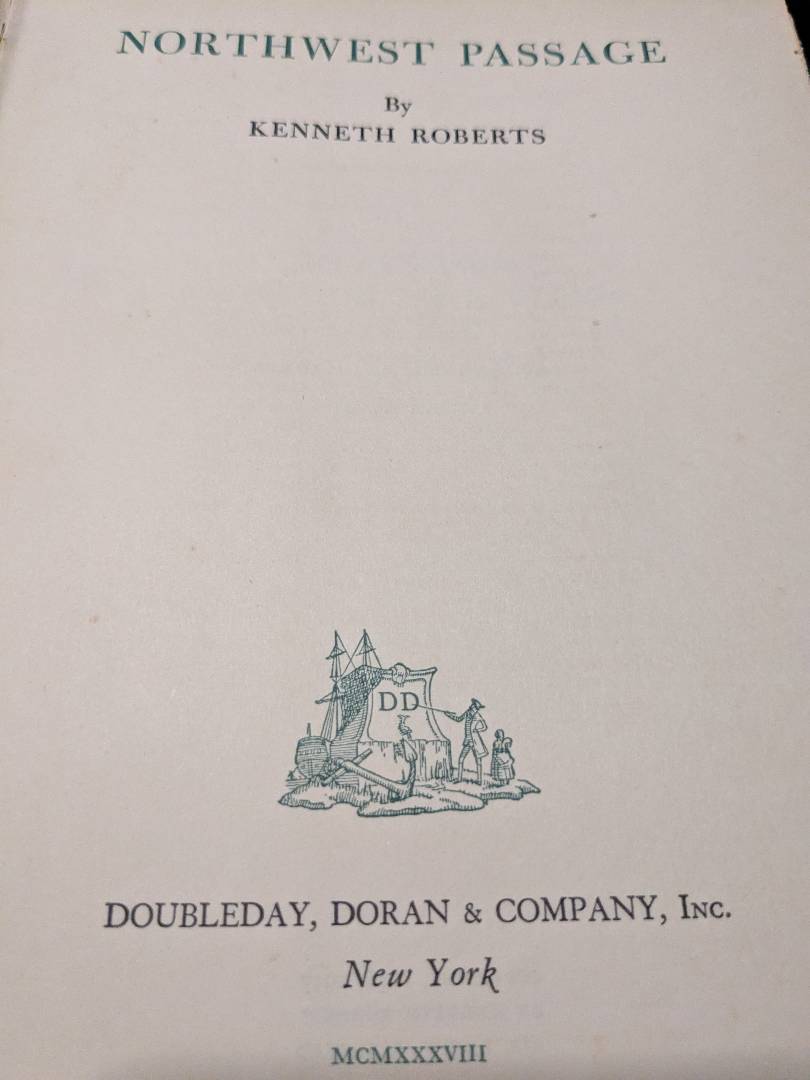 NORTHWEST PASSAGE
By
KENNETH ROBERTS
DD
DOUBLEDAY, DORAN & COMPANY, INC.
New York
MCMXXXVIII